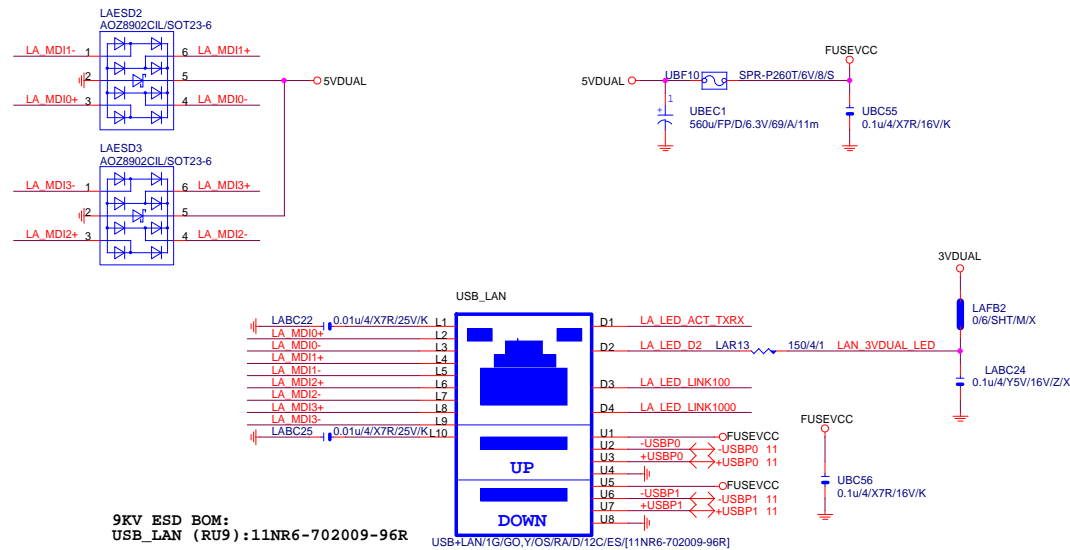 LAESD2
AOZ8902CIL/SOT23-6
LA_MDI1- 1 6 LA_MDI1+
2 5 5VDUAL
LA_MDI0+ 3 4 LA_MDI0-
LAESD3
AOZ8902CIL/SOT23-6
LA_MDI3- 1 6 LA_MDI3+
2 5
LA_MDI2+ 3 4 LA_MDI2-
FUSEVCC
5VDUAL UBF10 SPR-P260T/6V/8/S
1
+
UBEC1
560u/FP/D/6.3V/69/A/11m
UBC55
0.1u/4/X7R/16V/K
USB_LAN
LABC22 0.01u/4/X7R/25V/K L1
LA_MDI0+ L2
LA_MDI0- L3
LA_MDI1+ L4
LA_MDI1- L5
LA_MDI2+ L6
LA_MDI2- L7
LA_MDI3+ L8
LA_MDI3- L9
LABC25 0.01u/4/X7R/25V/K L10
UP
DOWN
D1 LA_LED_ACT_TXRX
D2 LA_LED_D2 LAR13 150/4/1 LAN_3VDUAL_LED
D3 LA_LED_LINK100
D4 LA_LED_LINK1000
U1 FUSEVCC
U2 -USBP0 -USBP0 11
U3 +USBP0 +USBP0 11
U4
U5 FUSEVCC
U6 -USBP1 -USBP1 11
U7 +USBP1 +USBP1 11
U8
USB+LAN/1G/GO,Y/OS/RA/D/12C/ES/[11NR6-702009-96R]
3VDUAL
LAFB2
0/6/SHT/M/X
LABC24
0.1u/4/Y5V/16V/Z/X
FUSEVCC
UBC56
0.1u/4/X7R/16V/K
9KV ESD BOM:
USB_LAN (RU9):11NR6-702009-96R